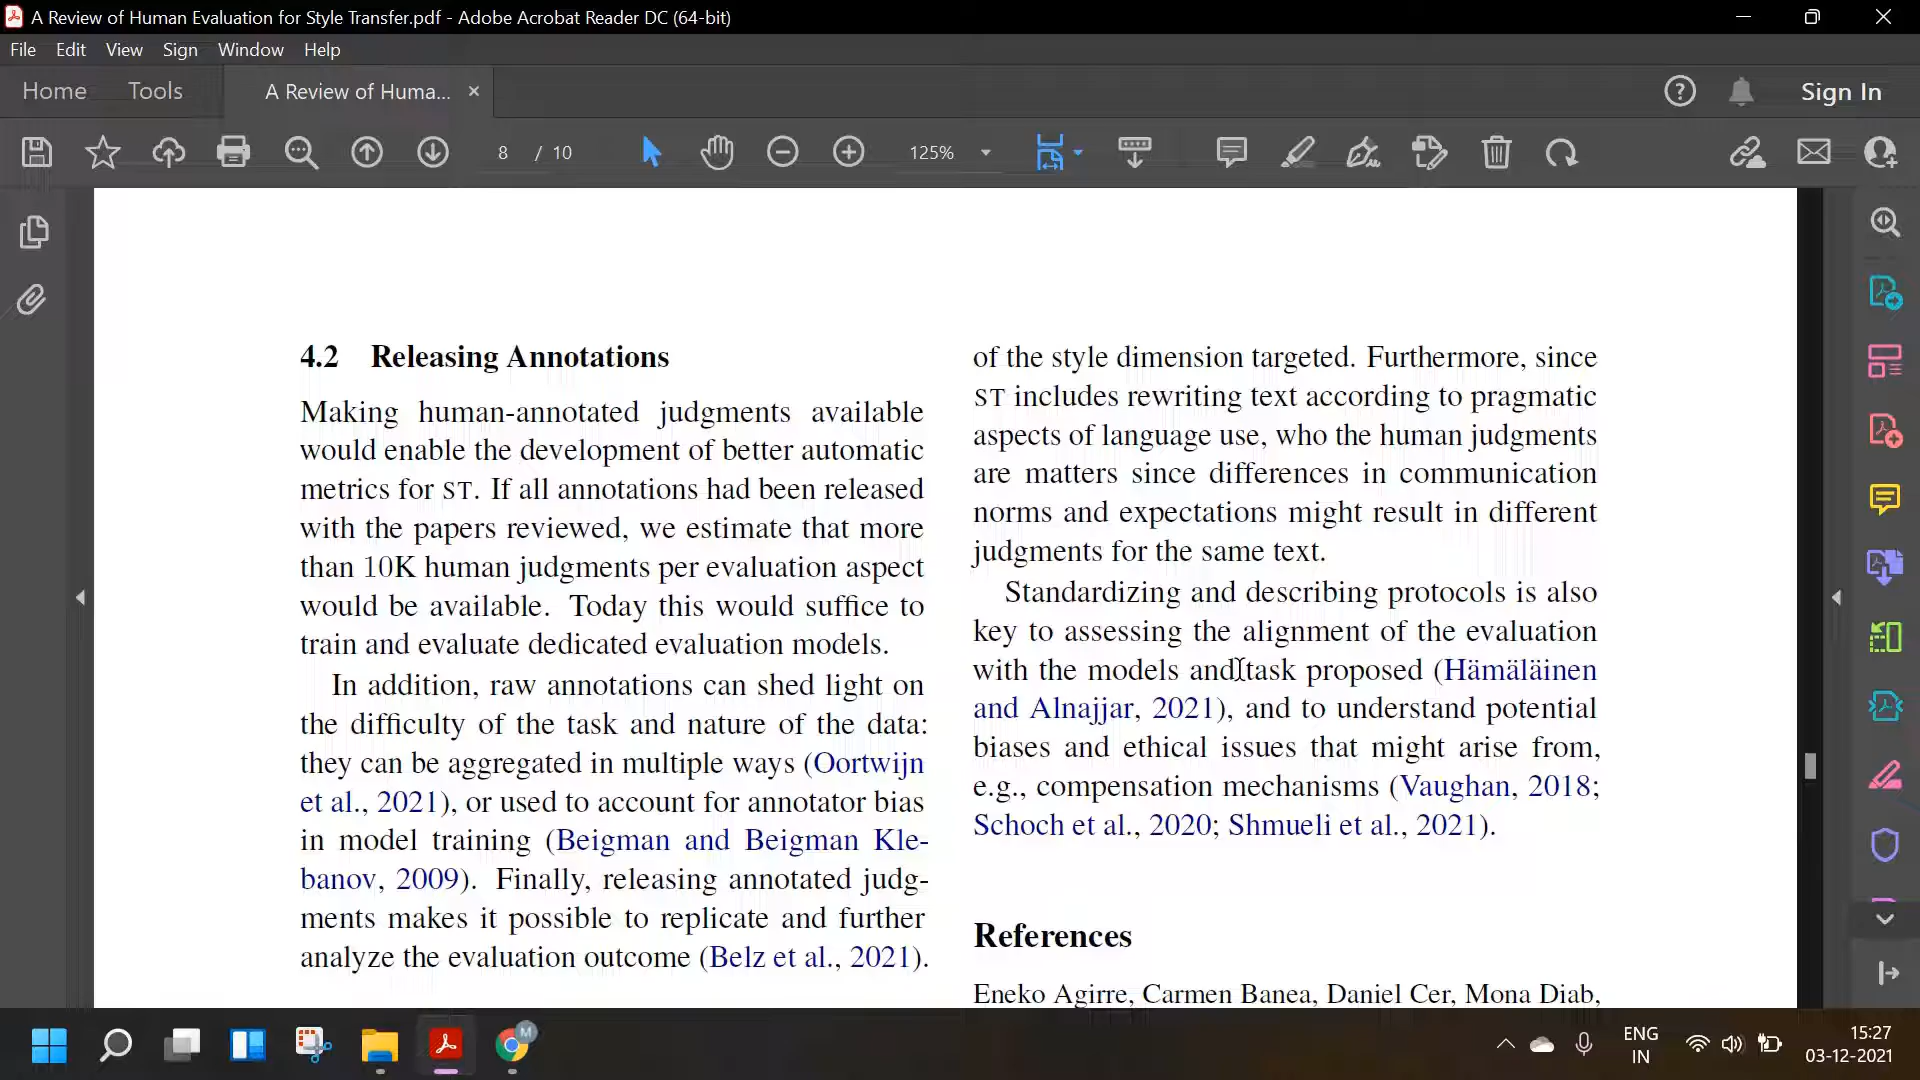 A Review of Human Evaluation for Style Transfer.pdf - Adobe Acrobat Reader DC (64-bit)
File Edit View Sign Window Help
Home Tools A Review of Huma... × Sign In
8 / 10 125%
4.2 Releasing Annotations
Making human-annotated judgments available
would enable the development of better automatic
metrics for ST. If all annotations had been released
with the papers reviewed, we estimate that more
than 10K human judgments per evaluation aspect
would be available. Today this would suffice to
train and evaluate dedicated evaluation models.
In addition, raw annotations can shed light on
the difficulty of the task and nature of the data:
they can be aggregated in multiple ways (Oortwijn
et al., 2021), or used to account for annotator bias
in model training (Beigman and Beigman Kle-
banov, 2009). Finally, releasing annotated judg-
ments makes it possible to replicate and further
analyze the evaluation outcome (Belz et al., 2021).
of the style dimension targeted. Furthermore, since
ST includes rewriting text according to pragmatic
aspects of language use, who the human judgments
are matters since differences in communication
norms and expectations might result in different
judgments for the same text.
Standardizing and describing protocols is also
key to assessing the alignment of the evaluation
with the models and task proposed (Hämäläinen
and Alnajjar, 2021), and to understand potential
biases and ethical issues that might arise from,
e.g., compensation mechanisms (Vaughan, 2018;
Schoch et al., 2020; Shmueli et al., 2021).
References
Eneko Agirre, Carmen Banea, Daniel Cer, Mona Diab,
M
ENG
IN
15:27
03-12-2021